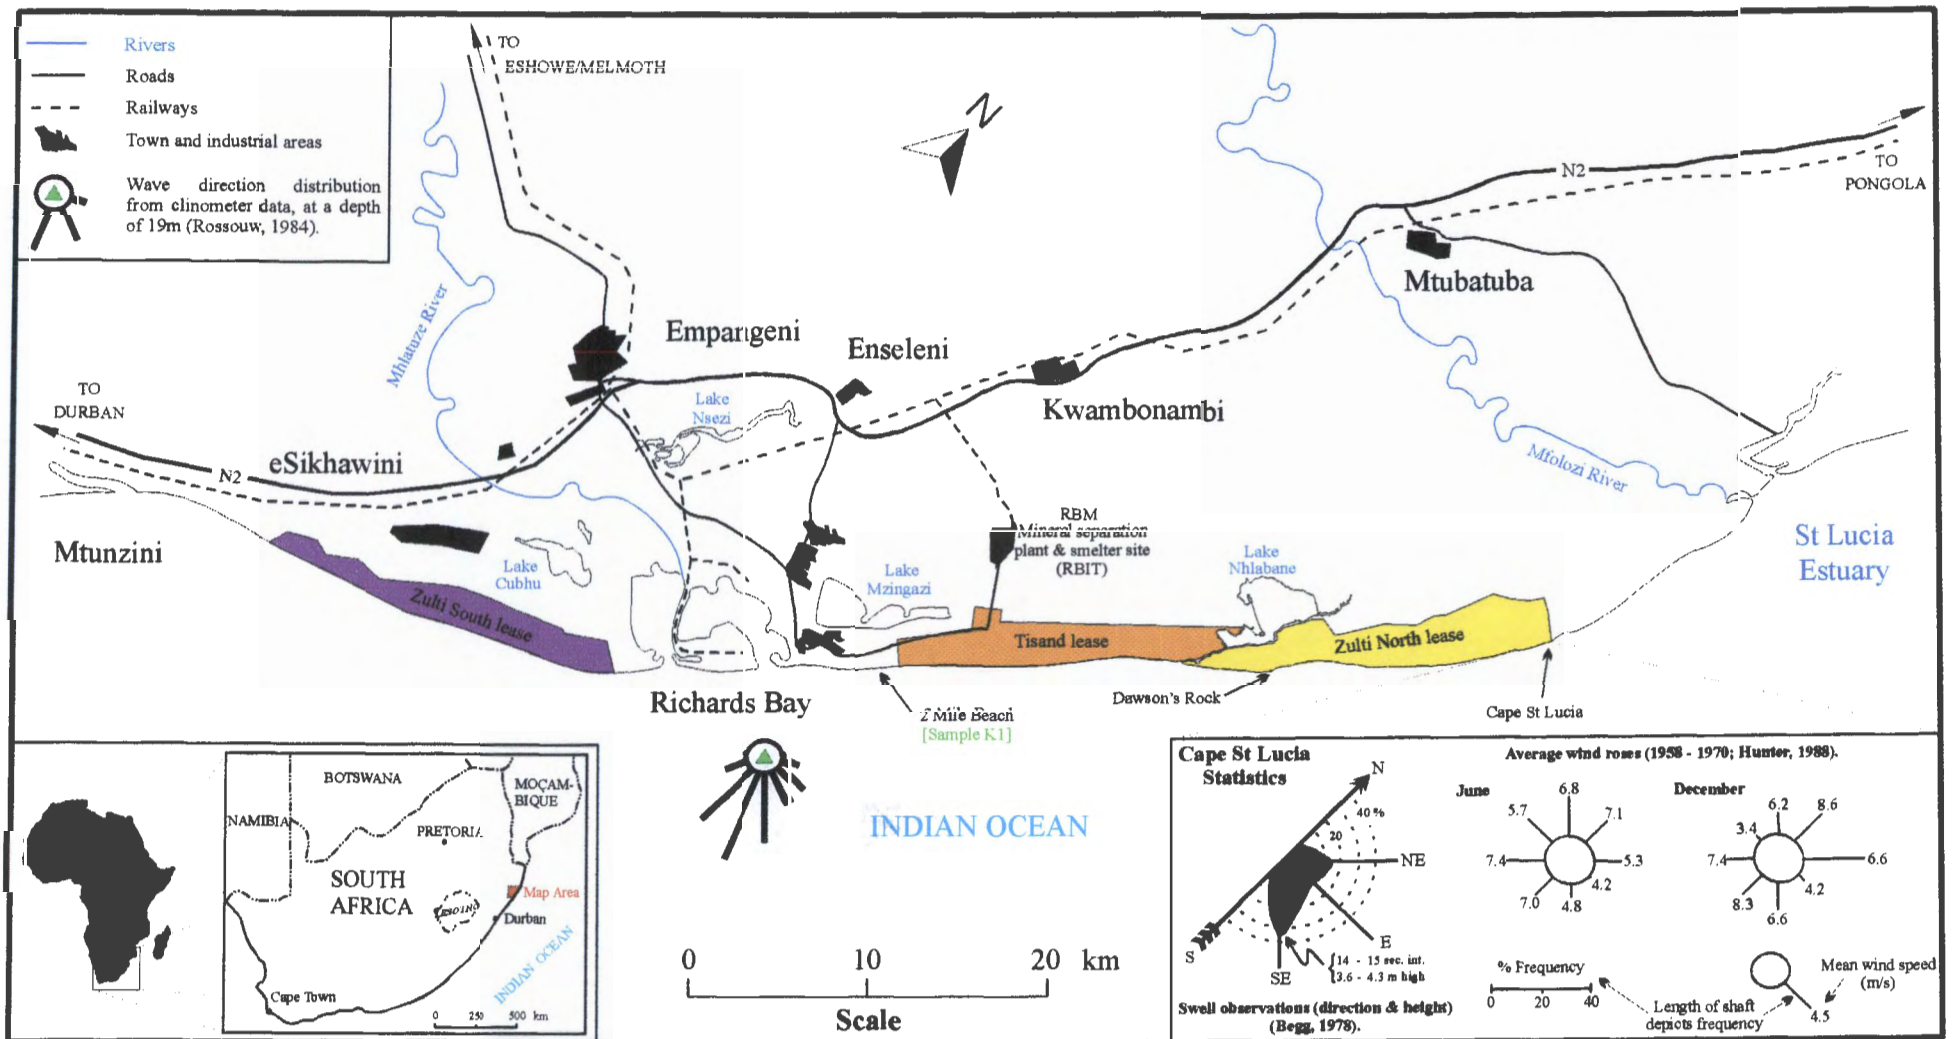 Rivers
Roads
Railways
Town and industrial areas
Wave direction distribution
from clinometer data, at a depth
of 19m (Rossouw, 1984).
TO
ESHOWE/MELMOTH
N
N2
TO
PONGOLA
Mhlatuze River
Empangeni
Enseleni
Mtubatuba
TO
DURBAN
Lake
Nsezi
Kwambonambi
eSikhawini
N2
Mfolozi River
Mtunzini
RBM
Mineral separation
plant & smelter site
(RBIT)
St Lucia
Estuary
Lake
Cubhu
Lake
Mzingazi
Lake
Nhlabane
Zulti South lease
Tisand lease
Zulti North lease
Richards Bay
2 Mile Beach
[Sample K1]
Dawson's Rock
Cape St Lucia
INDIAN OCEAN
BOTSWANA
MOÇAM-
BIQUE
NAMIBIA
PRETORIA
SOUTH
AFRICA
LESOTHO
Map Area
Durban
INDIAN OCEAN
Cape Town
0 250 500 km
0 10 20 km
Scale
Cape St Lucia
Statistics
N
40 %
20
NE
E
SE
S
14 - 15 sec. int.
3.6 - 4.3 m high
Swell observations (direction & height)
(Begg, 1978).
Average wind roses (1958 - 1970; Hunter, 1988).
June
6.8
5.7
7.1
7.4
5.3
4.2
7.0
4.8
December
6.2
8.6
3.4
7.4
6.6
4.2
8.3
6.6
% Frequency
0 20 40
Length of shaft
depicts frequency
Mean wind speed
(m/s)
4.5